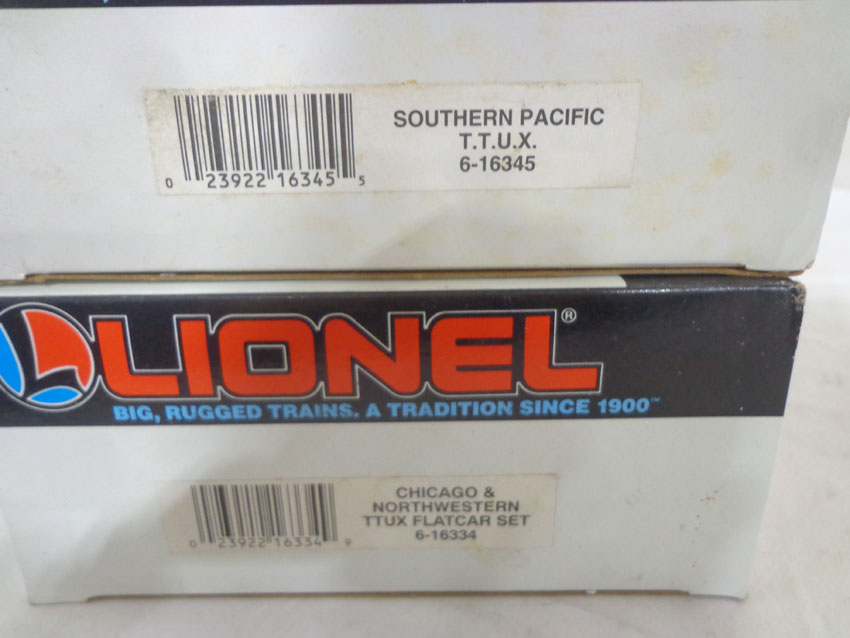 SOUTHERN PACIFIC
T.T.U.X.
6-16345
0 23922 16345 5
LIONEL®
BIG, RUGGED TRAINS. A TRADITION SINCE 1900™
CHICAGO &
NORTHWESTERN
TTUX FLATCAR SET
6-16334
0 23922 16334 9